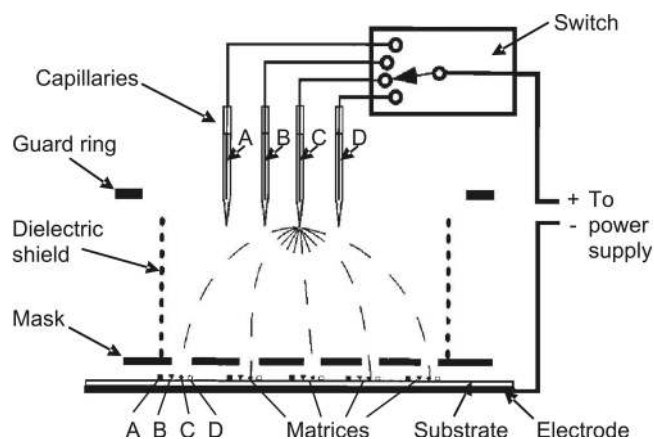 Switch
Capillaries
A B C D
Guard ring
+ To
- power
supply
Dielectric
shield
Mask
A B C D Matrices Substrate Electrode